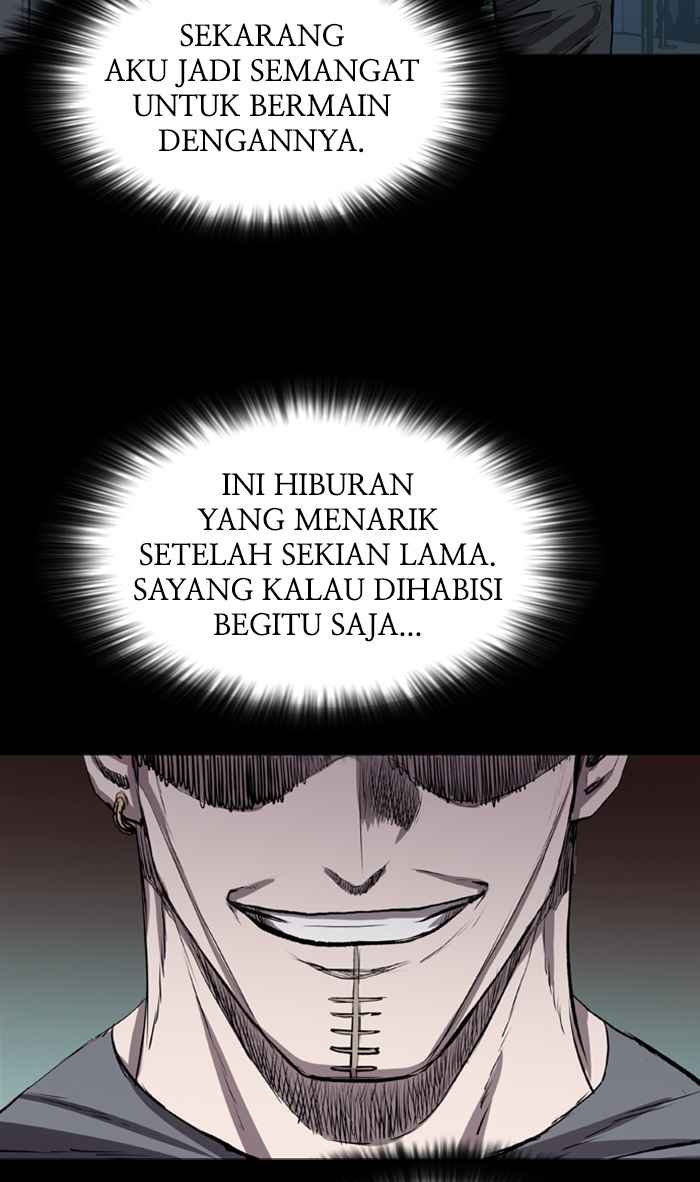 SEKARANG
AKU JADI SEMANGAT
UNTUK BERMAIN
DENGANNYA.
INI HIBURAN
YANG MENARIK
SETELAH SEKIAN LAMA.
SAYANG KALAU DIHABISI
BEGITU SAJA...